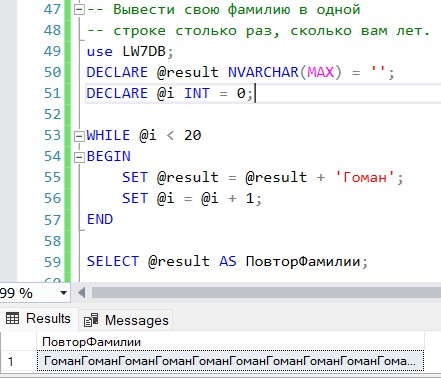 47 -- Вывести свою фамилию в одной
48 -- строке столько раз, сколько вам лет.
49 use LW7DB;
50 DECLARE @result NVARCHAR(MAX) = '';
51 DECLARE @i INT = 0;
52
53 WHILE @i < 20
54 BEGIN
55 SET @result = @result + 'Гоман';
56 SET @i = @i + 1;
57 END
58
59 SELECT @result AS ПовторФамилии;
99 %
Results Messages
ПовторФамилии
1 ГоманГоманГоманГоманГоманГоманГоманГоманГоманГома...